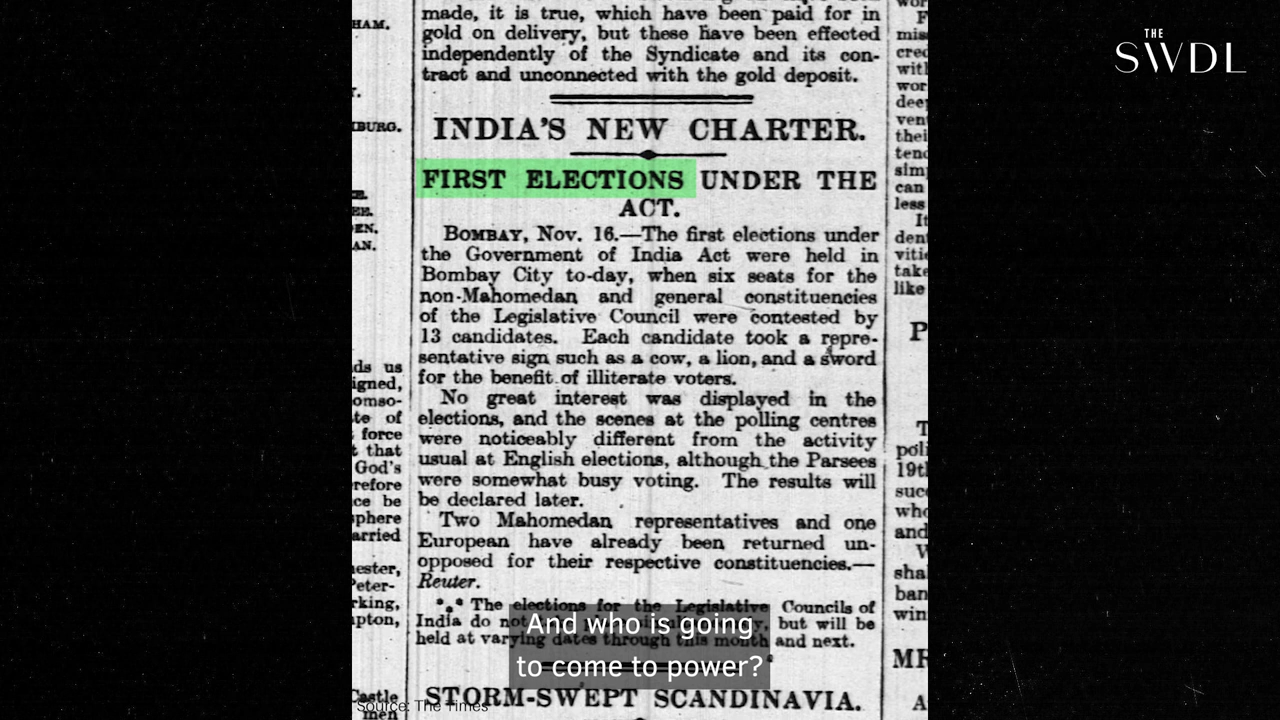 made, it is true, which have been paid for in
gold on delivery, but these have been effected
independently of the Syndicate and its con-
tract and unconnected with the gold deposit.
INDIA'S NEW CHARTER.
FIRST ELECTIONS UNDER THE
ACT.
BOMBAY, Nov. 16.—The first elections under
the Government of India Act were held in
Bombay City to-day, when six seats for the
non-Mahomedan and general constituencies
of the Legislative Council were contested by
13 candidates. Each candidate took a repre-
sentative sign such as a cow, a lion, and a sword
for the benefit of illiterate voters.
No great interest was displayed in the
elections, and the scenes at the polling centres
were noticeably different from the activity
usual at English elections, although the Parsees
were somewhat busy voting. The results will
be declared later.
Two Mahomedan representatives and one
European have already been returned un-
opposed for their respective constituencies.—
Reuter.
*.* The elections for the Legislative Councils of
India do but will be
held at varying dates through this month and next.
STORM-SWEPT SCANDINAVIA.
THE
SWDL
And who is going
to come to power?
Source: The Times